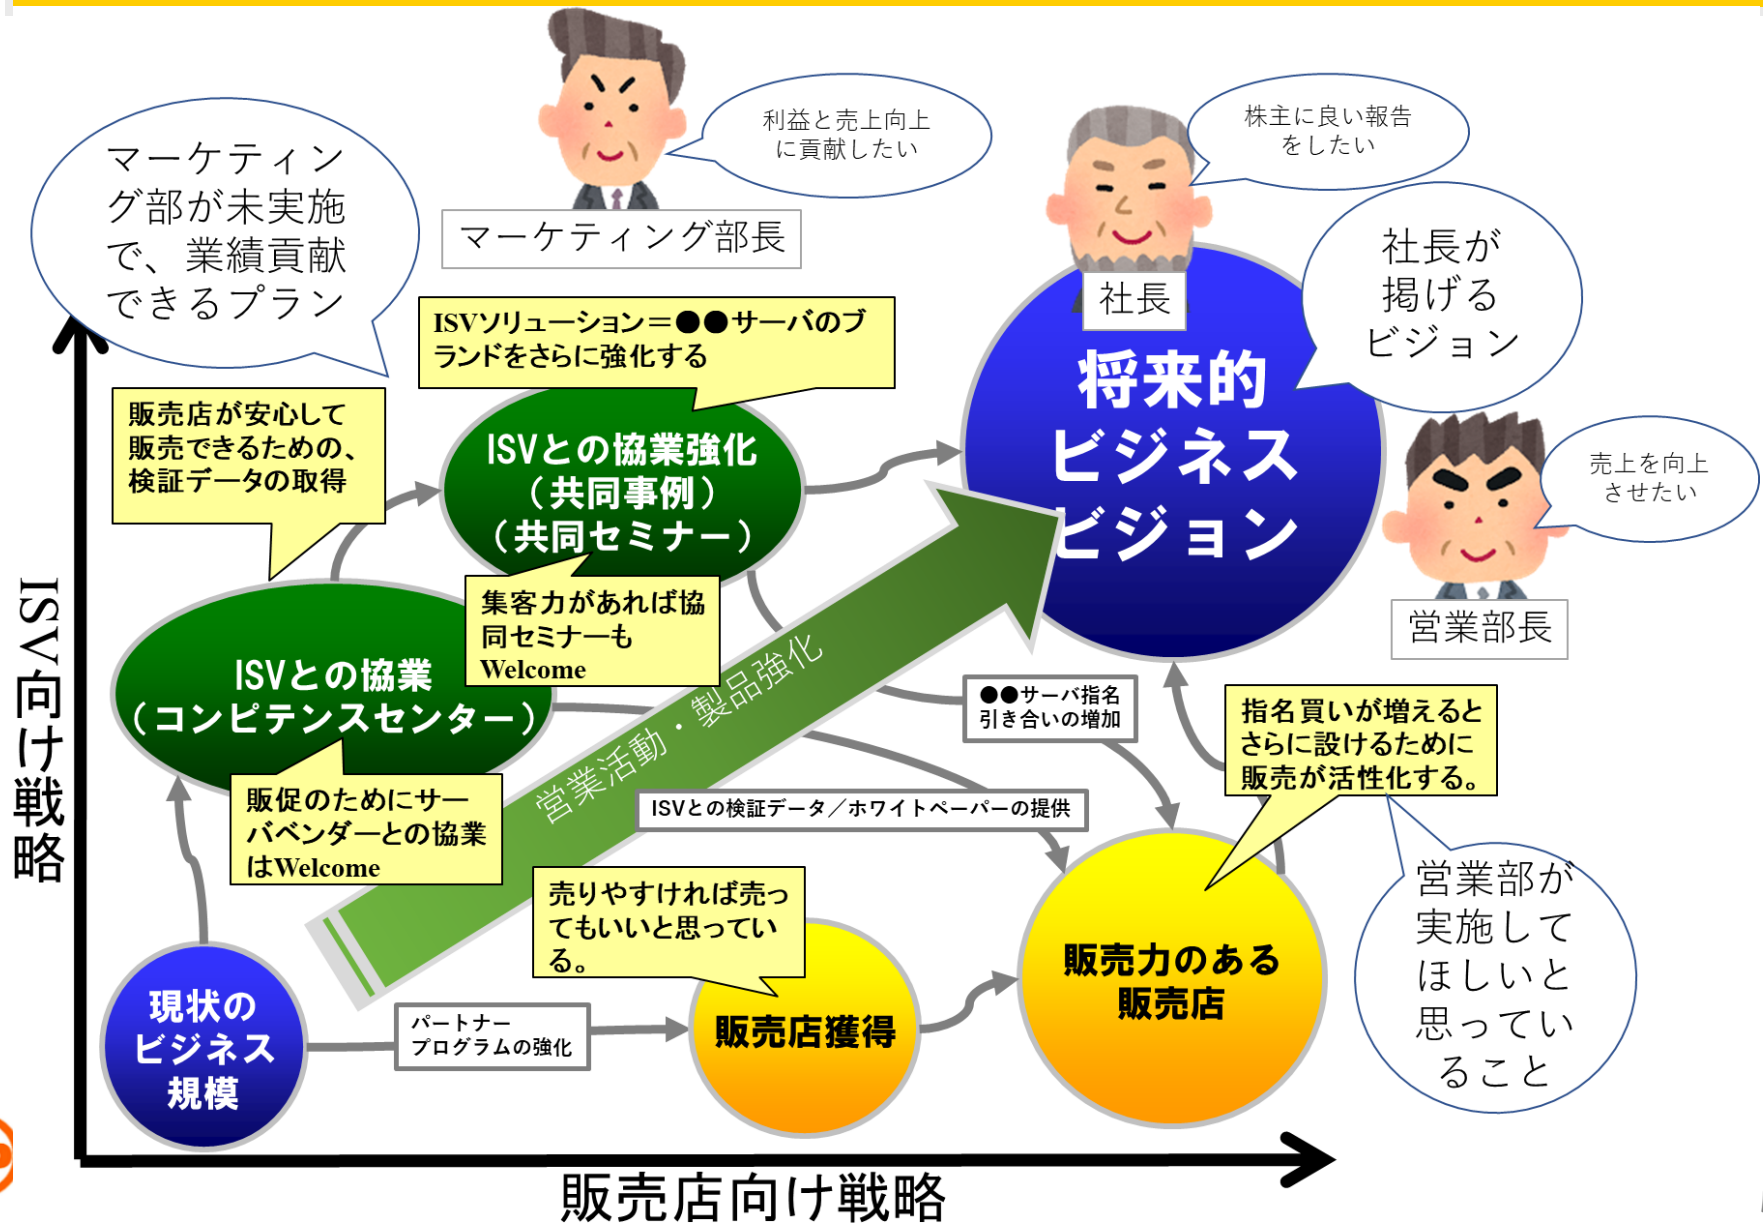 マーケティン
グ部が未実施
で、業績貢献
できるプラン
利益と売上向上
に貢献したい
マーケティング部長
株主に良い報告
をしたい
社長
社長が
掲げる
ビジョン
ISVソリューション＝●●サーバのブ
ランドをさらに強化する
販売店が安心して
販売できるための、
検証データの取得
ISVとの協業強化
（共同事例）
（共同セミナー）
将来的
ビジネス
ビジョン
売上を向上
させたい
営業部長
集客力があれば協
同セミナーも
Welcome
ISVとの協業
（コンピテンスセンター）
営業活動・製品強化
●●サーバ指名
引き合いの増加
指名買いが増えると
さらに設けるために
販売が活性化する。
販促のためにサー
バベンダーとの協業
はWelcome
ISVとの検証データ／ホワイトペーパーの提供
売りやすければ売っ
てもいいと思ってい
る。
営業部が
実施して
ほしいと
思ってい
ること
販売力のある
販売店
現状の
ビジネス
規模
パートナー
プログラムの強化
販売店獲得
ISV向け戦略
販売店向け戦略